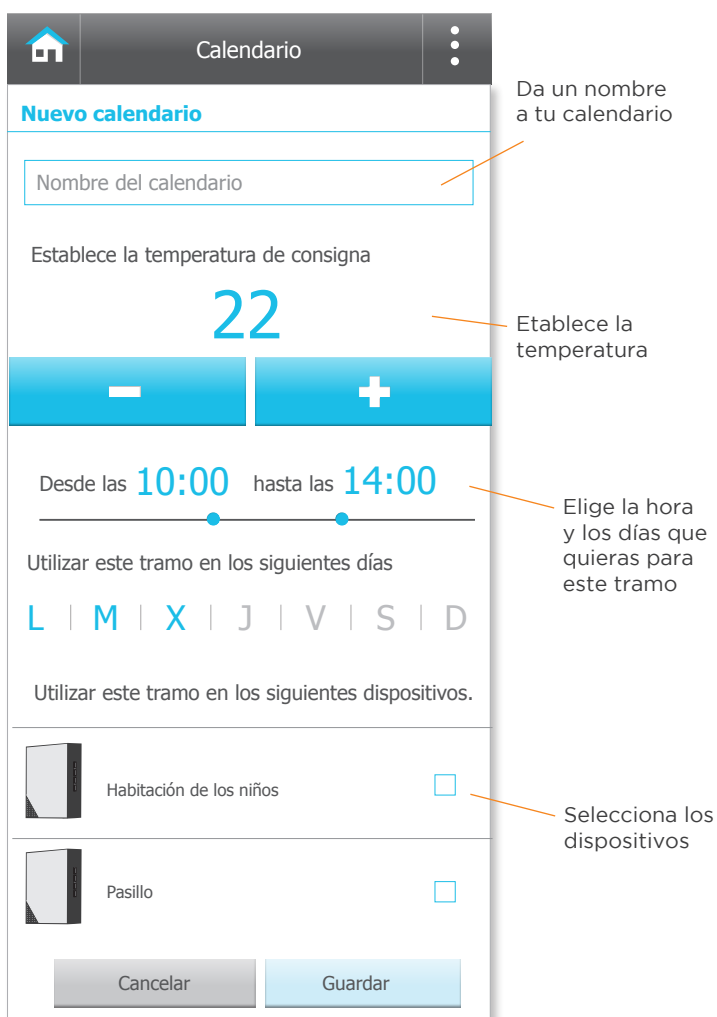 Calendario
Nuevo calendario
Da un nombre
a tu calendario
Nombre del calendario
Establece la temperatura de consigna
22
Etablece la
temperatura
Desde las 10:00 hasta las 14:00
Elige la hora
y los días que
quieras para
este tramo
Utilizar este tramo en los siguientes días
L | M | X | J | V | S | D
Utilizar este tramo en los siguientes dispositivos.
Habitación de los niños
Selecciona los
dispositivos
Pasillo
Cancelar
Guardar